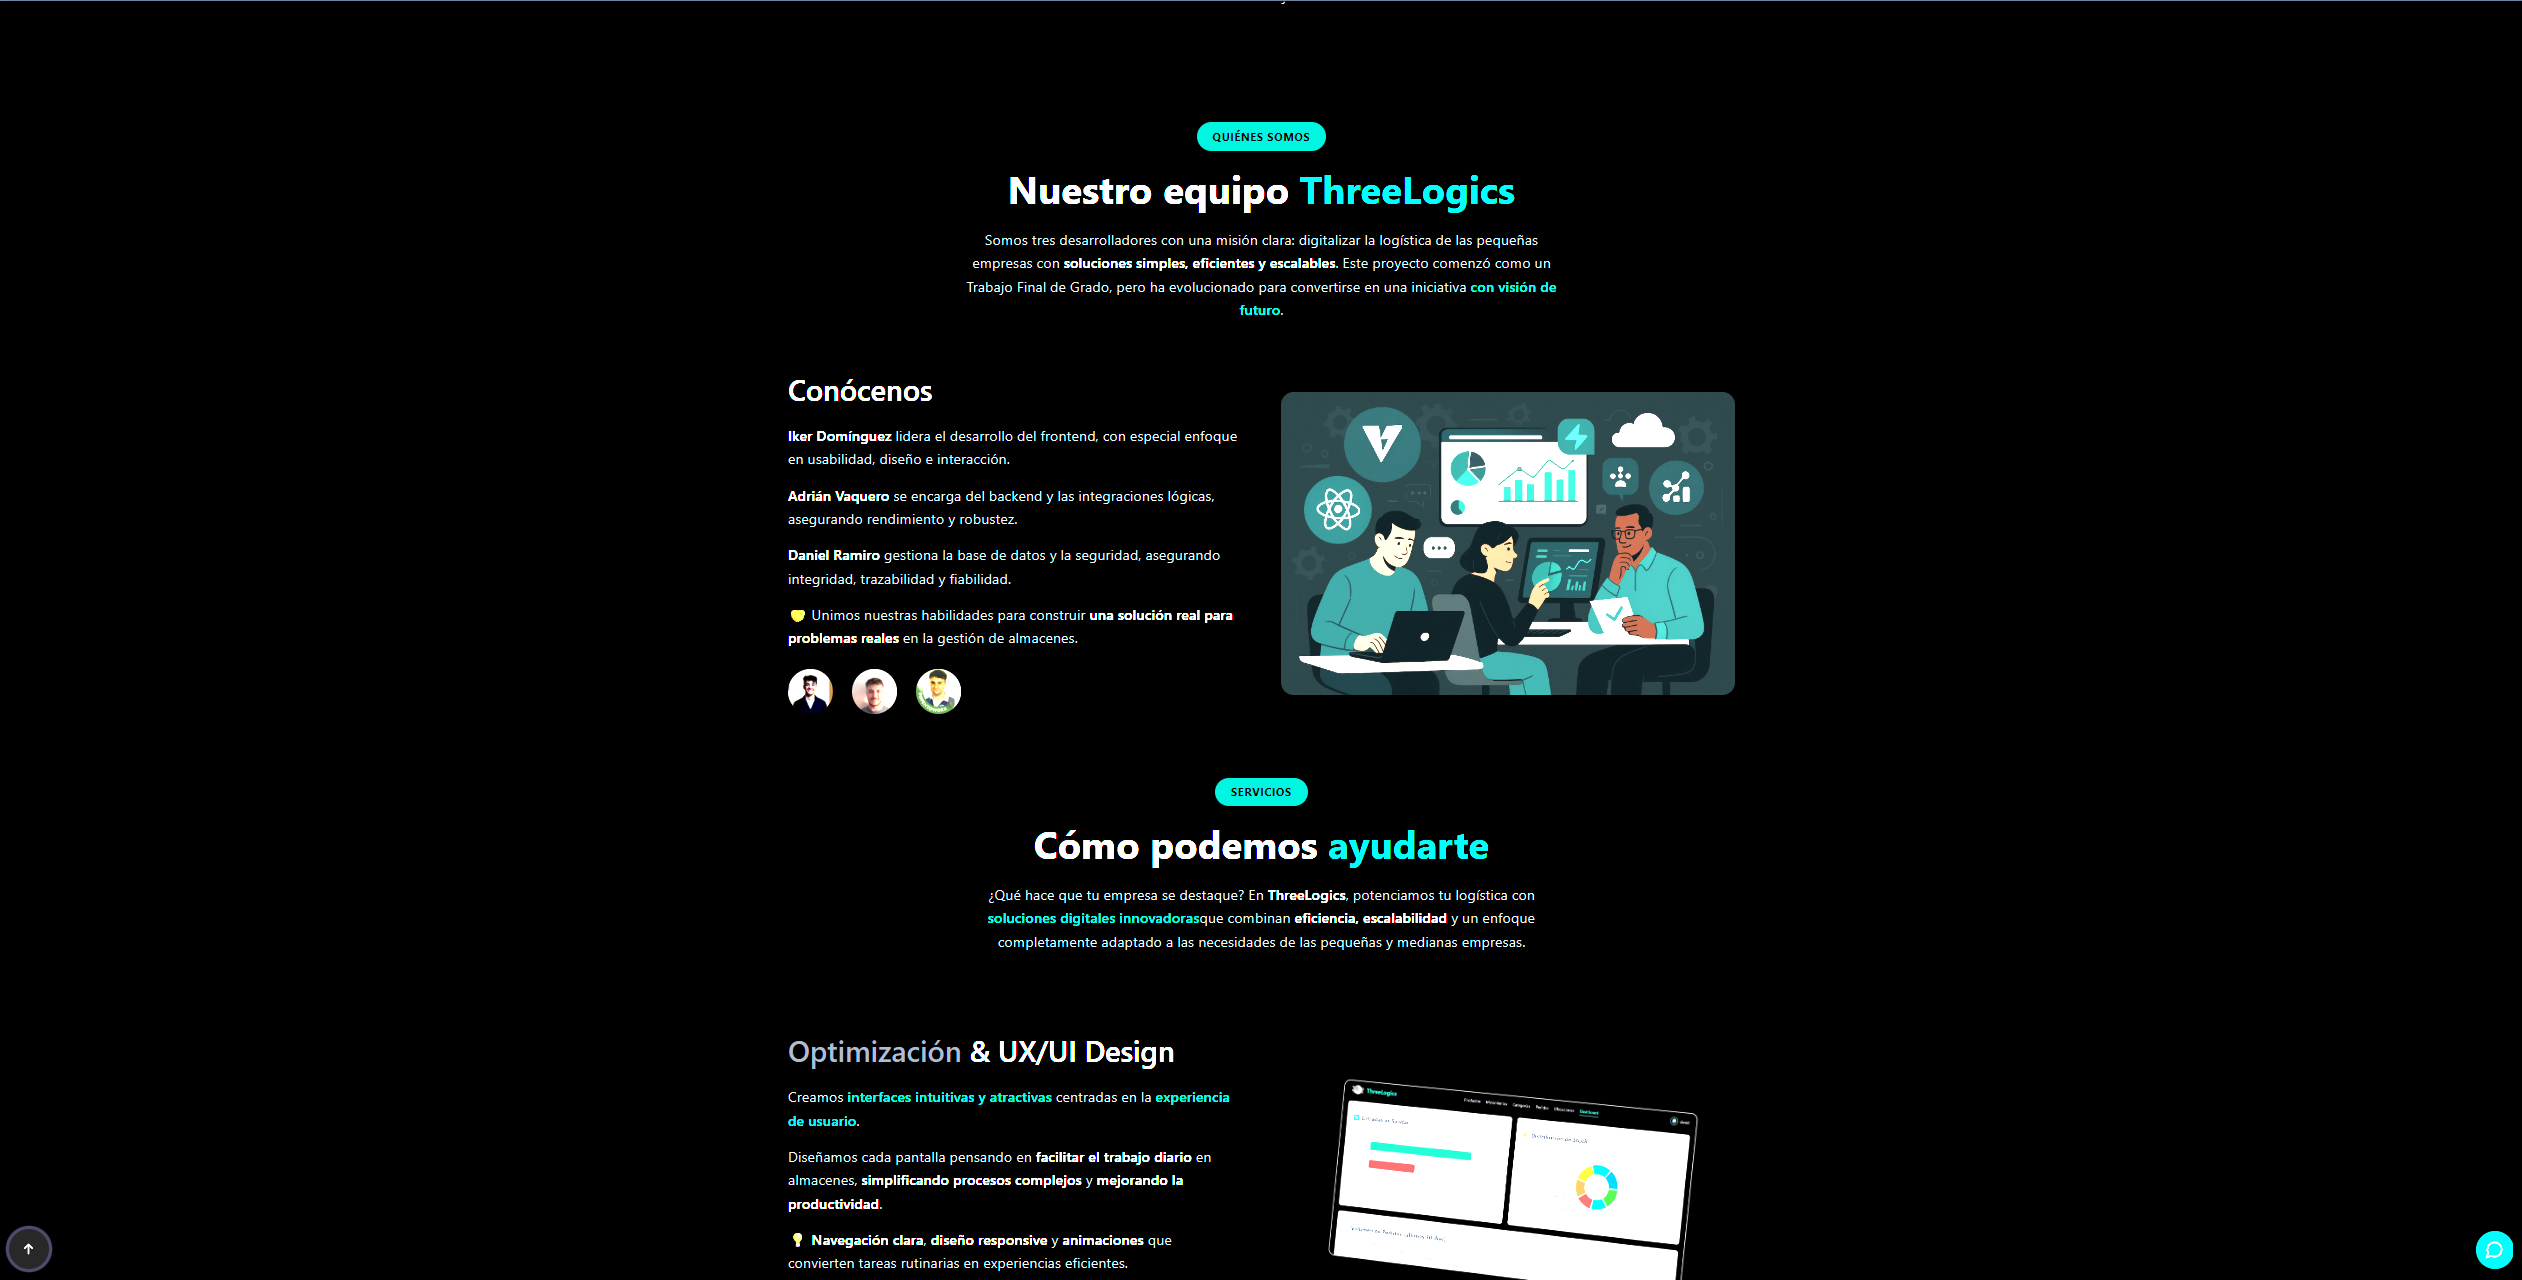 QUIÉNES SOMOS
Nuestro equipo ThreeLogics
Somos tres desarrolladores con una misión clara: digitalizar la logística de las pequeñas
empresas con soluciones simples, eficientes y escalables. Este proyecto comenzó como un
Trabajo Final de Grado, pero ha evolucionado para convertirse en una iniciativa con visión de
futuro.
Conócenos
Iker Domínguez lidera el desarrollo del frontend, con especial enfoque
en usabilidad, diseño e interacción.
Adrián Vaquero se encarga del backend y las integraciones lógicas,
asegurando rendimiento y robustez.
Daniel Ramiro gestiona la base de datos y la seguridad, asegurando
integridad, trazabilidad y fiabilidad.
💛 Unimos nuestras habilidades para construir una solución real para
problemas reales en la gestión de almacenes.
SERVICIOS
Cómo podemos ayudarte
¿Qué hace que tu empresa se destaque? En ThreeLogics, potenciamos tu logística con
soluciones digitales innovadorasque combinan eficiencia, escalabilidad y un enfoque
completamente adaptado a las necesidades de las pequeñas y medianas empresas.
Optimización & UX/UI Design
Creamos interfaces intuitivas y atractivas centradas en la experiencia
de usuario.
Diseñamos cada pantalla pensando en facilitar el trabajo diario en
almacenes, simplificando procesos complejos y mejorando la
productividad.
💡 Navegación clara, diseño responsive y animaciones que
convierten tareas rutinarias en experiencias eficientes.
ThreeLogics
Productos Movimientos Categorías Pedidos Ubicaciones Dashboard